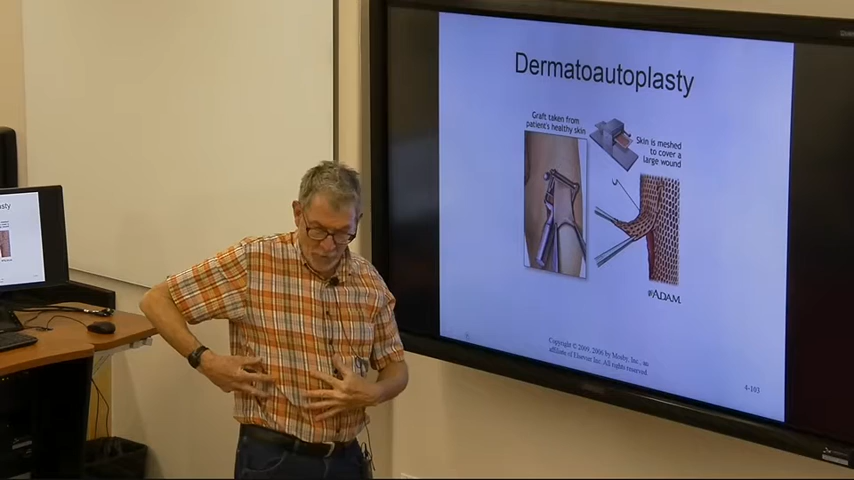 Dermatoautoplasty
Graft taken from
patient's healthy skin
Skin is meshed
to cover a
large wound
ADAM
Copyright © 2009, 2006 by Mosby, Inc., an
affiliate of Elsevier Inc. All rights reserved.
4-103